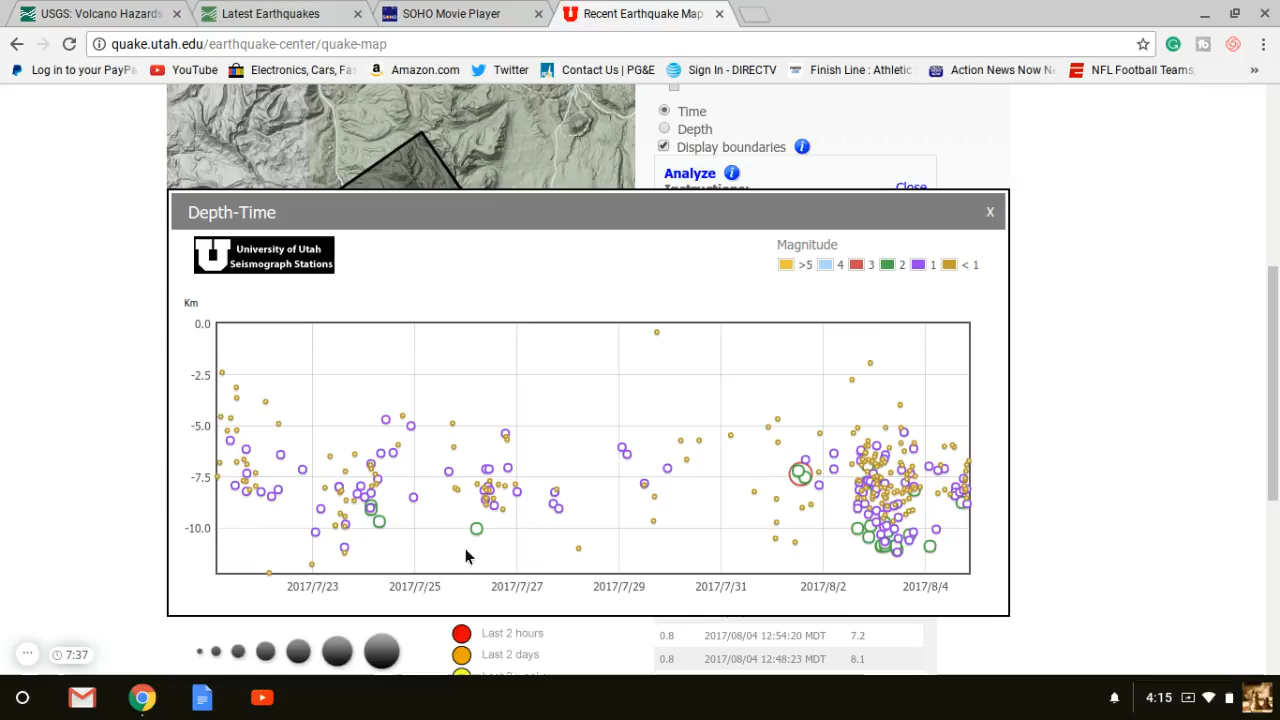 USGS: Volcano Hazards
Latest Earthquakes
SOHO Movie Player
Recent Earthquake Map
quake.utah.edu/earthquake-center/quake-map
Log in to your PayPa
YouTube
Electronics, Cars, Fas
Amazon.com
Twitter
Contact Us | PG&E
Sign In - DIRECTV
Finish Line : Athletic
Action News Now
NFL Football Teams,
»
Time
Depth
Display boundaries
Analyze
Instructions:
Close
Depth-Time
X
U University of Utah
Seismograph Stations
Magnitude
>5 4 3 2 1 < 1
Km
0.0
-2.5
-5.0
-7.5
-10.0
2017/7/23 2017/7/25 2017/7/27 2017/7/29 2017/7/31 2017/8/2 2017/8/4
Last 2 hours
Last 2 days
0.8 2017/08/04 12:54:20 MDT 7.2
0.8 2017/08/04 12:48:23 MDT 8.1
7:37
4:15